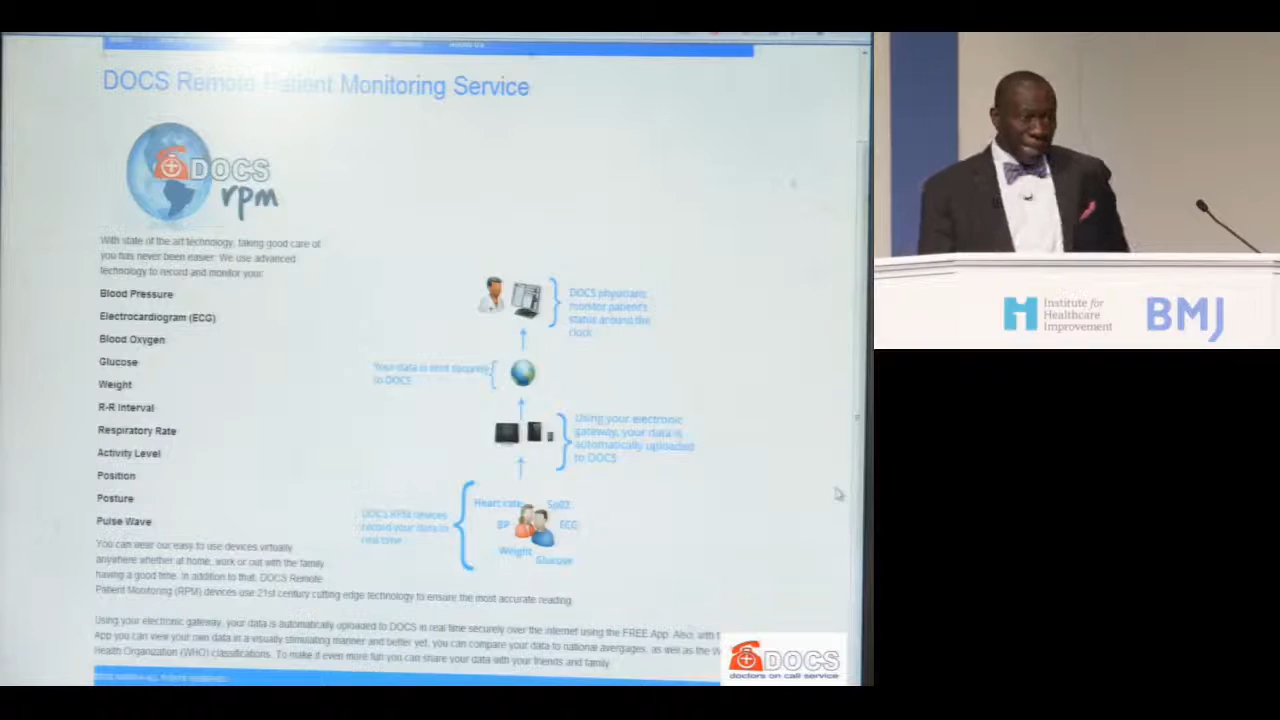 DOCS Remote Patient Monitoring Service
DOCS
rpm
With state of the art technology, taking good care of
you has never been easier. We use advanced
technology to record and monitor your:
Blood Pressure
Electrocardiogram (ECG)
Blood Oxygen
Glucose
Weight
R-R Interval
Respiratory Rate
Activity Level
Position
Posture
Pulse Wave
DOCS physicians
monitor patient's
status around the
clock
Your data is sent securely
to DOCS
Using your electronic
gateway, your data is
automatically uploaded
to DOCS
DOCS RPM devices
record your data in
real time
Heart rate
SpO2
BP
ECG
Weight
Glucose
You can wear our easy to use devices virtually
anywhere whether at home, work or out with the family
having a good time. In addition to that, DOCS Remote
Patient Monitoring (RPM) devices use 21st century cutting edge technology to ensure the most accurate reading.
Using your electronic gateway, your data is automatically uploaded to DOCS in real time securely over the internet using the FREE App. Also, with
App you can view your own data in a visually stimulating manner and better yet, you can compare your data to national avergages, as well as the
Health Organization (WHO) classifications. To make it even more fun you can share your data with your friends and family.
DOCS
doctors on call service
Institute for
Healthcare
Improvement
BMJ